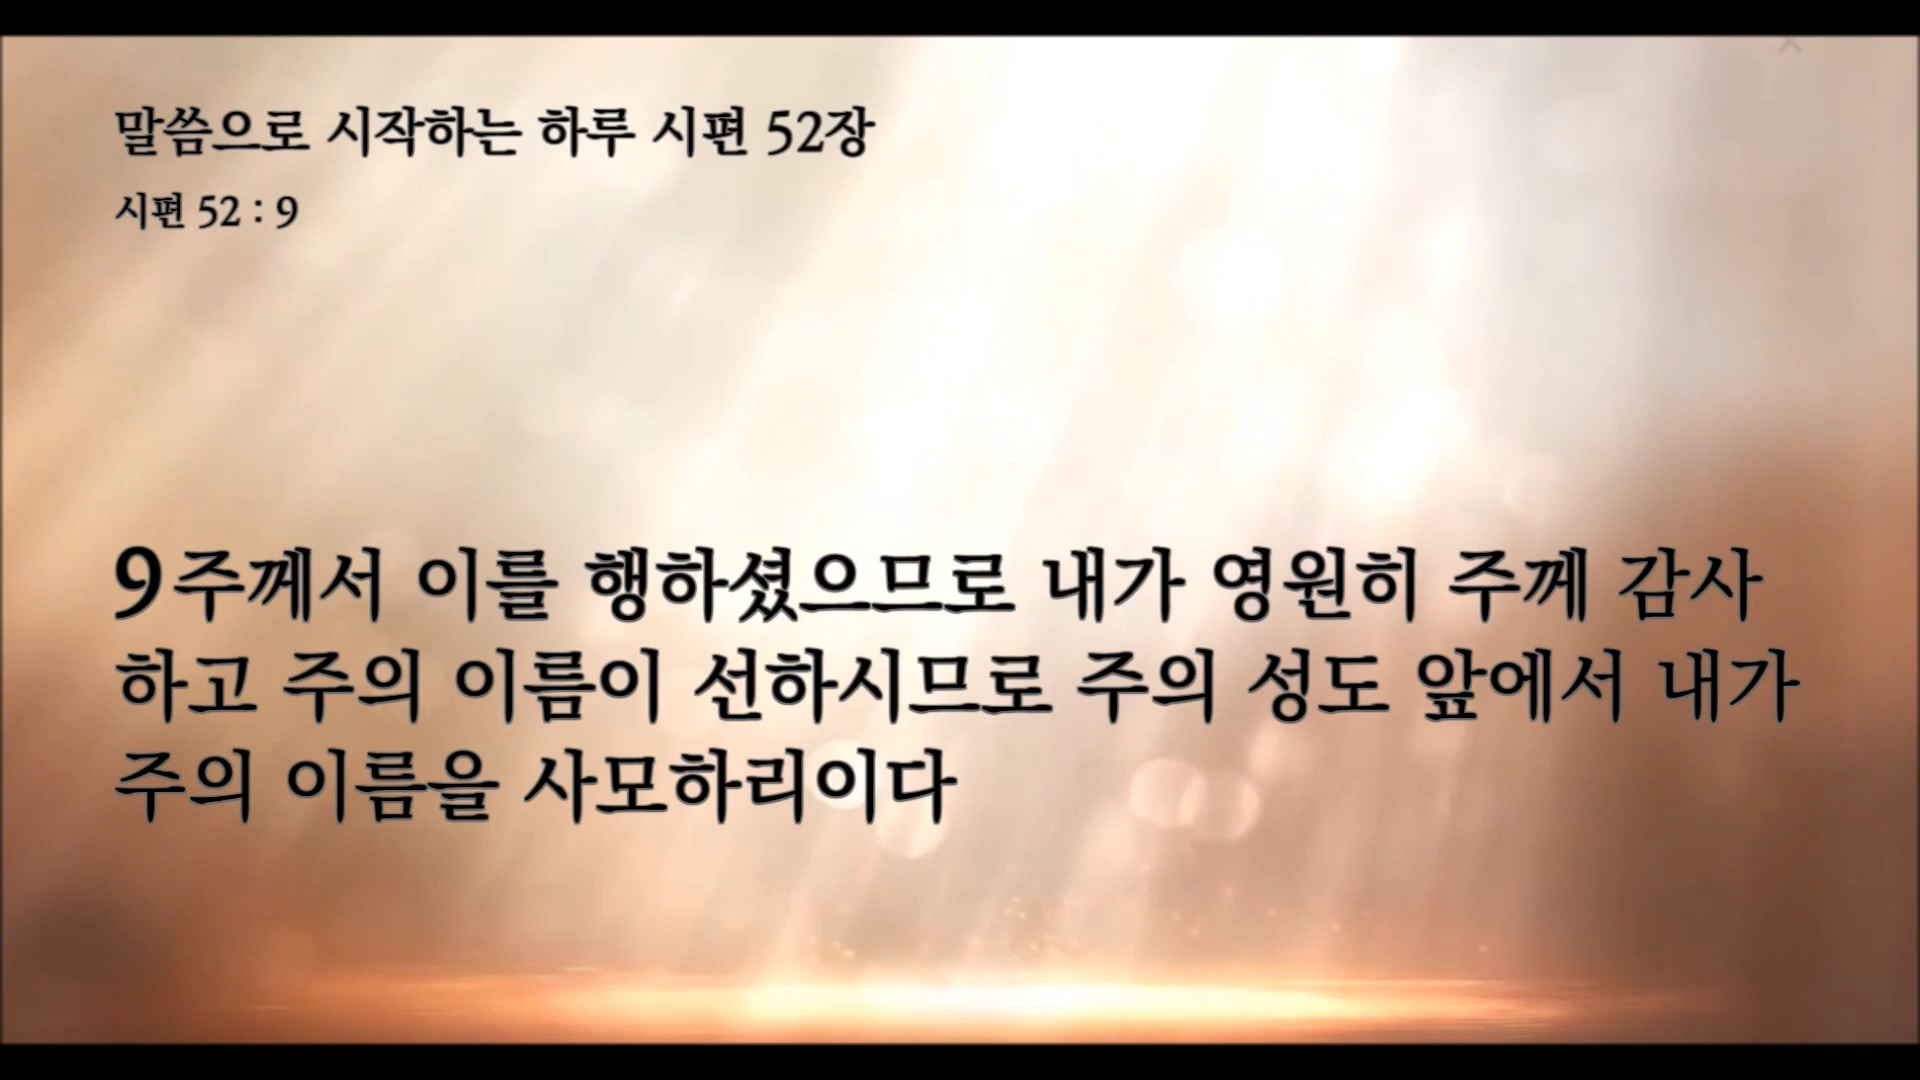 말씀으로 시작하는 하루 시편 52장
시편 52 : 9
9주께서 이를 행하셨으므로 내가 영원히 주께 감사
하고 주의 이름이 선하시므로 주의 성도 앞에서 내가
주의 이름을 사모하리이다